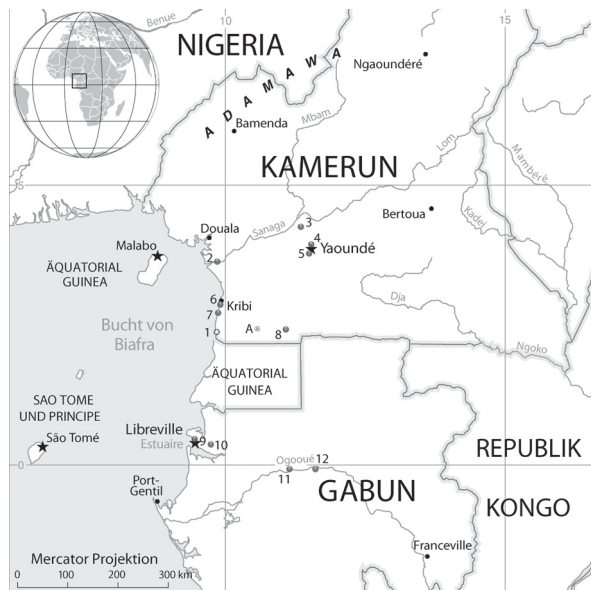 Benue
10
15
NIGERIA
Ngaoundéré
ADAMAWA
Mbam
Bamenda
Lom
Mambéré
KAMERUN
5
Kadei
Bertoua
3
Douala
Sanaga
4
Malabo
Yaoundé
5
2
ÄQUATORIAL
GUINEA
Dja
6
Kribi
7
Bucht von
Biafra
1
A
8
Ngoko
ÄQUATORIAL
GUINEA
SAO TOME
UND PRINCIPE
Libreville
São Tomé
Estuaire
9
10
REPUBLIK
0
Ogooué
12
11
Port-
Gentil
GABUN
KONGO
Franceville
Mercator Projektion
0 100 200 300 km